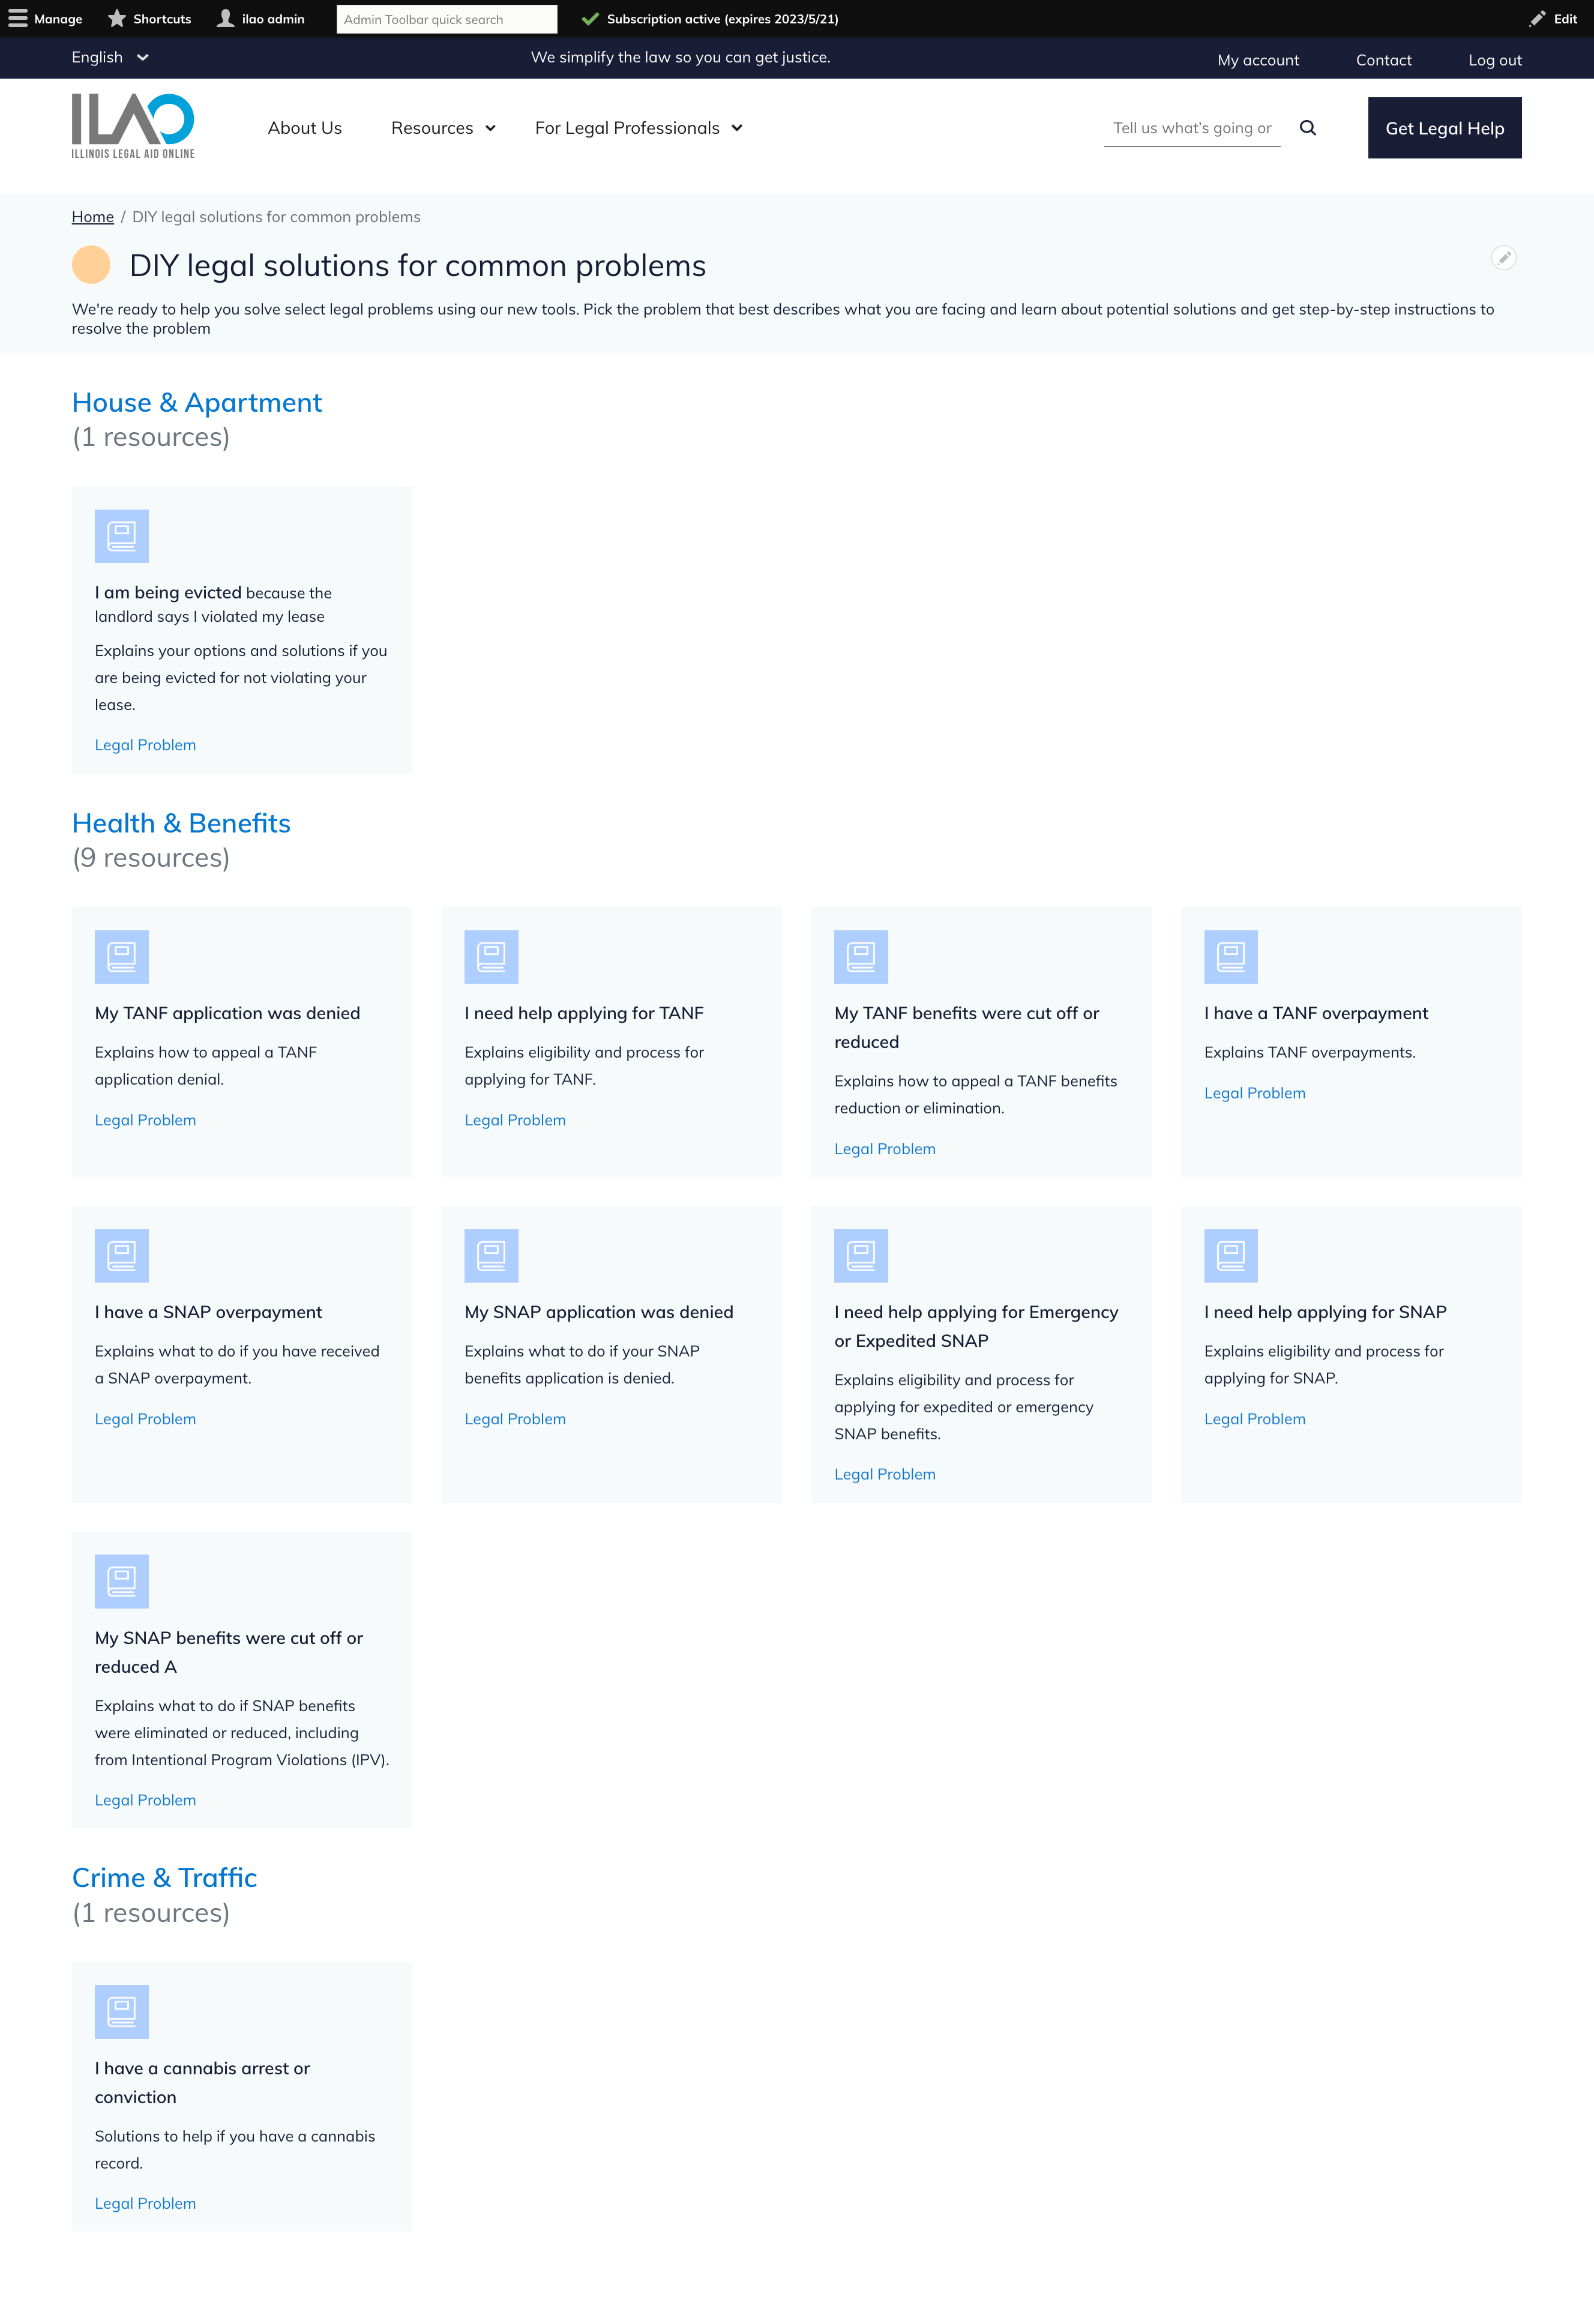 Manage
Shortcuts
ilao admin
Admin Toolbar quick search
Subscription active (expires 2023/5/21)
Edit
English
We simplify the law so you can get justice.
My account
Contact
Log out
ILAO
ILLINOIS LEGAL AID ONLINE
About Us
Resources
For Legal Professionals
Tell us what's going or
Get Legal Help
Home / DIY legal solutions for common problems
DIY legal solutions for common problems
We're ready to help you solve select legal problems using our new tools. Pick the problem that best describes what you are facing and learn about potential solutions and get step-by-step instructions to
resolve the problem
House & Apartment
(1 resources)
I am being evicted because the
landlord says I violated my lease
Explains your options and solutions if you
are being evicted for not violating your
lease.
Legal Problem
Health & Benefits
(9 resources)
My TANF application was denied
Explains how to appeal a TANF
application denial.
Legal Problem
I need help applying for TANF
Explains eligibility and process for
applying for TANF.
Legal Problem
My TANF benefits were cut off or
reduced
Explains how to appeal a TANF benefits
reduction or elimination.
Legal Problem
I have a TANF overpayment
Explains TANF overpayments.
Legal Problem
I have a SNAP overpayment
Explains what to do if you have received
a SNAP overpayment.
Legal Problem
My SNAP application was denied
Explains what to do if your SNAP
benefits application is denied.
Legal Problem
I need help applying for Emergency
or Expedited SNAP
Explains eligibility and process for
applying for expedited or emergency
SNAP benefits.
Legal Problem
I need help applying for SNAP
Explains eligibility and process for
applying for SNAP.
Legal Problem
My SNAP benefits were cut off or
reduced A
Explains what to do if SNAP benefits
were eliminated or reduced, including
from Intentional Program Violations (IPV).
Legal Problem
Crime & Traffic
(1 resources)
I have a cannabis arrest or
conviction
Solutions to help if you have a cannabis
record.
Legal Problem